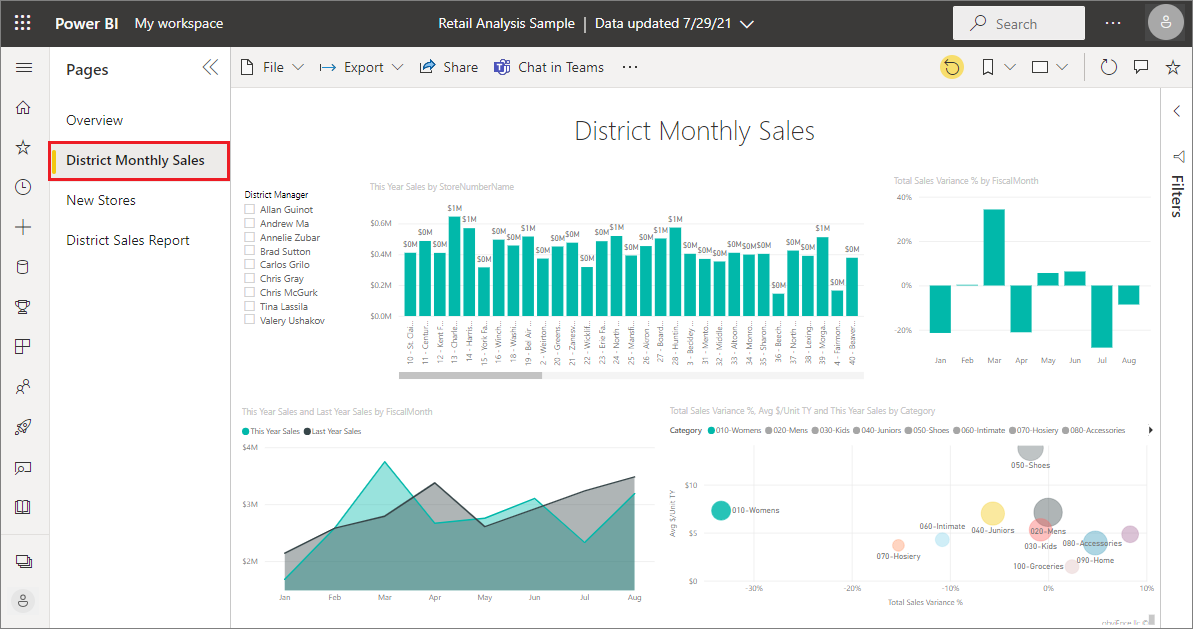 Power BI My workspace
Retail Analysis Sample | Data updated 7/29/21
Search
Pages
Overview
District Monthly Sales
New Stores
District Sales Report
File Export Share Chat in Teams
Filters
District Monthly Sales
District Manager
Allan Guinot
Andrew Ma
Annelie Zubar
Brad Sutton
Carlos Grilo
Chris Gray
Chris McGurk
Tina Lassila
Valery Ushakov
This Year Sales by StoreNumberName
$0.6M
$0.4M
$0.2M
$0.0M
$0M $0M $0M $1M $1M $0M $0M $0M $1M $0M $0M $0M $0M $0M $1M $0M $0M $1M $1M $0M $0M $0M $0M $0M $0M $0M $0M $0M $1M $0M $0M
10 - St. Clai...
11 - Centur...
12 - Kent F...
13 - Charle...
14 - Harris...
15 - York Fa...
16 - Winch...
18 - Washi...
19 - Bel Air ...
2 - Weirton...
20 - Greens...
21 - Zanesv...
22 - Wickli...
23 - Erie Fa...
24 - North ...
25 - Mansfi...
26 - Akron ...
27 - Board...
28 - Huntin...
3 - Beckley ...
31 - Mento...
32 - Middle...
33 - Altoon...
34 - Monro...
35 - Sharon...
36 - Beech...
37 - North ...
38 - Lexing...
39 - Morga...
4 - Fairmon...
40 - Beaver...
Total Sales Variance % by FiscalMonth
40%
20%
0%
-20%
Jan Feb Mar Apr May Jun Jul Aug
This Year Sales and Last Year Sales by FiscalMonth
This Year Sales Last Year Sales
$4M
$3M
$2M
Jan Feb Mar Apr May Jun Jul Aug
Total Sales Variance %, Avg $/Unit TY and This Year Sales by Category
Category 010-Womens 020-Mens 030-Kids 040-Juniors 050-Shoes 060-Intimate 070-Hosiery 080-Accessories
Avg $/Unit TY
$10
$5
$0
050-Shoes
010-Womens
060-Intimate
040-Juniors
020-Mens
030-Kids
080-Accessories
070-Hosiery
090-Home
100-Groceries
-30% -20% -10% 0% 10%
Total Sales Variance %